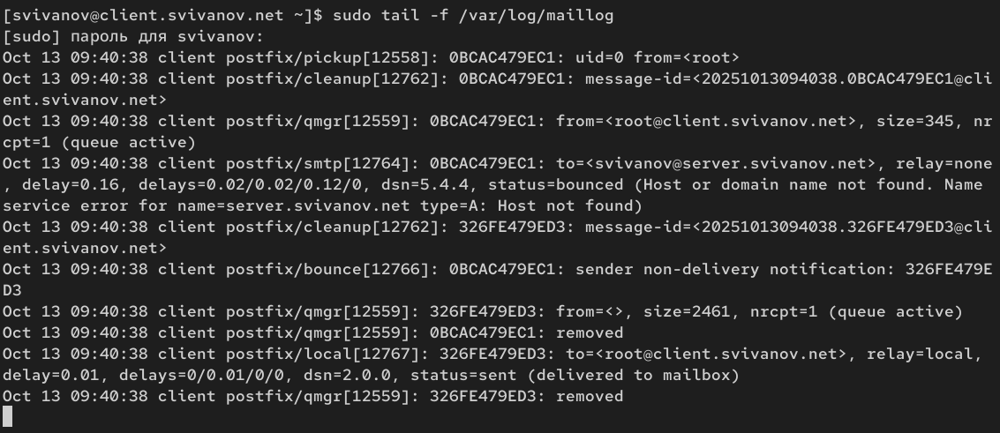 [svivanov@client.svivanov.net ~]$ sudo tail -f /var/log/maillog
[sudo] пароль для svivanov:
Oct 13 09:40:38 client postfix/pickup[12558]: 0BCAC479EC1: uid=0 from=<root>
Oct 13 09:40:38 client postfix/cleanup[12762]: 0BCAC479EC1: message-id=<20251013094038.0BCAC479EC1@cli
ent.svivanov.net>
Oct 13 09:40:38 client postfix/qmgr[12559]: 0BCAC479EC1: from=<root@client.svivanov.net>, size=345, nr
cpt=1 (queue active)
Oct 13 09:40:38 client postfix/smtp[12764]: 0BCAC479EC1: to=<svivanov@server.svivanov.net>, relay=none
, delay=0.16, delays=0.02/0.02/0.12/0, dsn=5.4.4, status=bounced (Host or domain name not found. Name
service error for name=server.svivanov.net type=A: Host not found)
Oct 13 09:40:38 client postfix/cleanup[12762]: 326FE479ED3: message-id=<20251013094038.326FE479ED3@cli
ent.svivanov.net>
Oct 13 09:40:38 client postfix/bounce[12766]: 0BCAC479EC1: sender non-delivery notification: 326FE479E
D3
Oct 13 09:40:38 client postfix/qmgr[12559]: 326FE479ED3: from=<>, size=2461, nrcpt=1 (queue active)
Oct 13 09:40:38 client postfix/qmgr[12559]: 0BCAC479EC1: removed
Oct 13 09:40:38 client postfix/local[12767]: 326FE479ED3: to=<root@client.svivanov.net>, relay=local,
delay=0.01, delays=0/0.01/0/0, dsn=2.0.0, status=sent (delivered to mailbox)
Oct 13 09:40:38 client postfix/qmgr[12559]: 326FE479ED3: removed